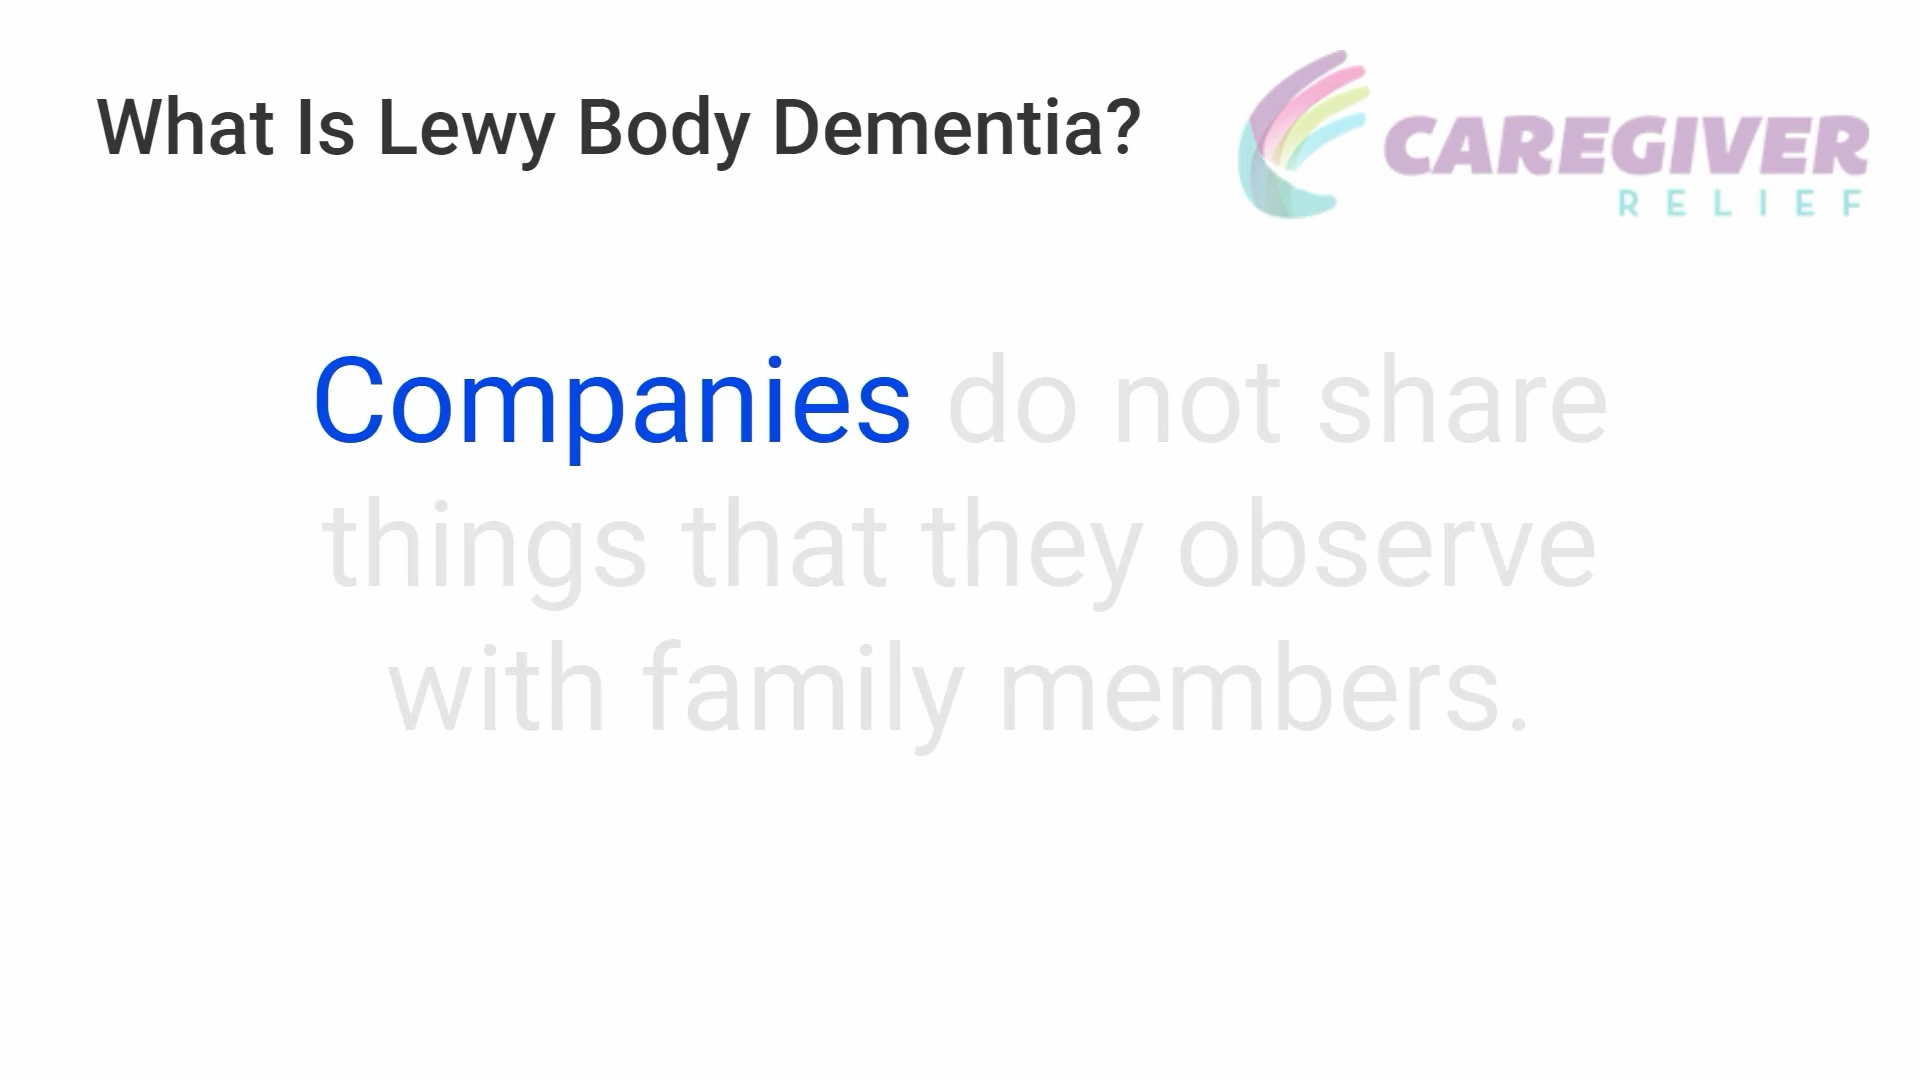 What Is Lewy Body Dementia?
CAREGIVER
RELIEF
Companies do not share
things that they observe
with family members.